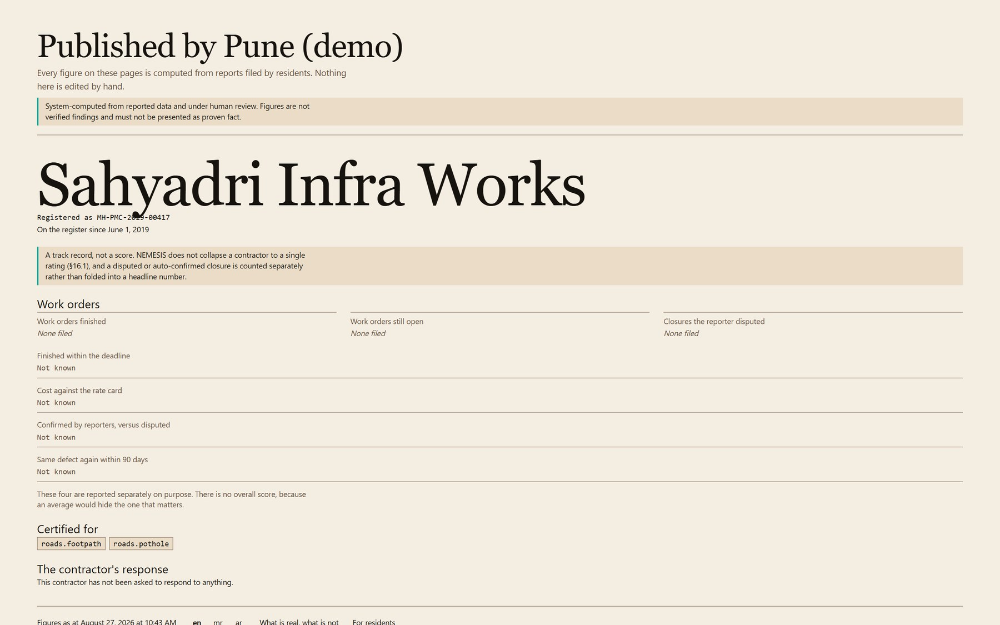 Published by Pune (demo)
Every figure on these pages is computed from reports filed by residents. Nothing
here is edited by hand.
System-computed from reported data and under human review. Figures are not
verified findings and must not be presented as proven fact.
Sahyadri Infra Works
Registered as MH-PMC-2019-00417
On the register since June 1, 2019
A track record, not a score. NEMESIS does not collapse a contractor to a single
rating (§16.1), and a disputed or auto-confirmed closure is counted separately
rather than folded into a headline number.
Work orders
Work orders finished
None filed
Work orders still open
None filed
Closures the reporter disputed
None filed
Finished within the deadline
Not known
Cost against the rate card
Not known
Confirmed by reporters, versus disputed
Not known
Same defect again within 90 days
Not known
These four are reported separately on purpose. There is no overall score, because
an average would hide the one that matters.
Certified for
roads.footpath roads.pothole
The contractor's response
This contractor has not been asked to respond to anything.
Figures as at August 27, 2026 at 10:43 AM en mr ar What is real, what is not For residents